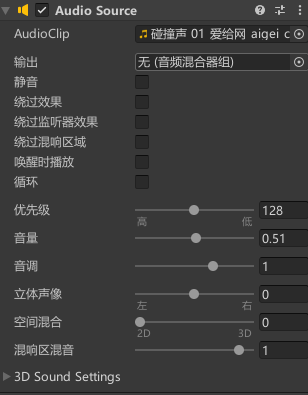 Audio Source
AudioClip 碰撞声 01 爱给网 aigei c
输出 无 (音频混合器组)
静音
绕过效果
绕过监听器效果
绕过混响区域
唤醒时播放
循环
优先级 128
高 低
音量 0.51
音调 1
立体声像 0
左 右
空间混合 0
2D 3D
混响区混音 1
3D Sound Settings